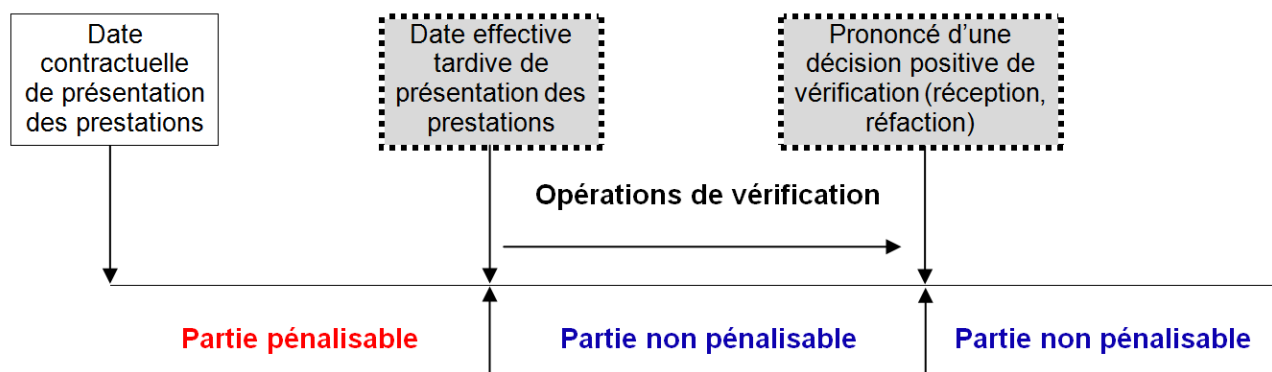 Date
contractuelle
de présentation
des prestations
Date effective
tardive de
présentation des
prestations
Prononcé d’une
décision positive de
vérification (réception,
réfaction)
Opérations de vérification
Partie pénalisable
Partie non pénalisable
Partie non pénalisable